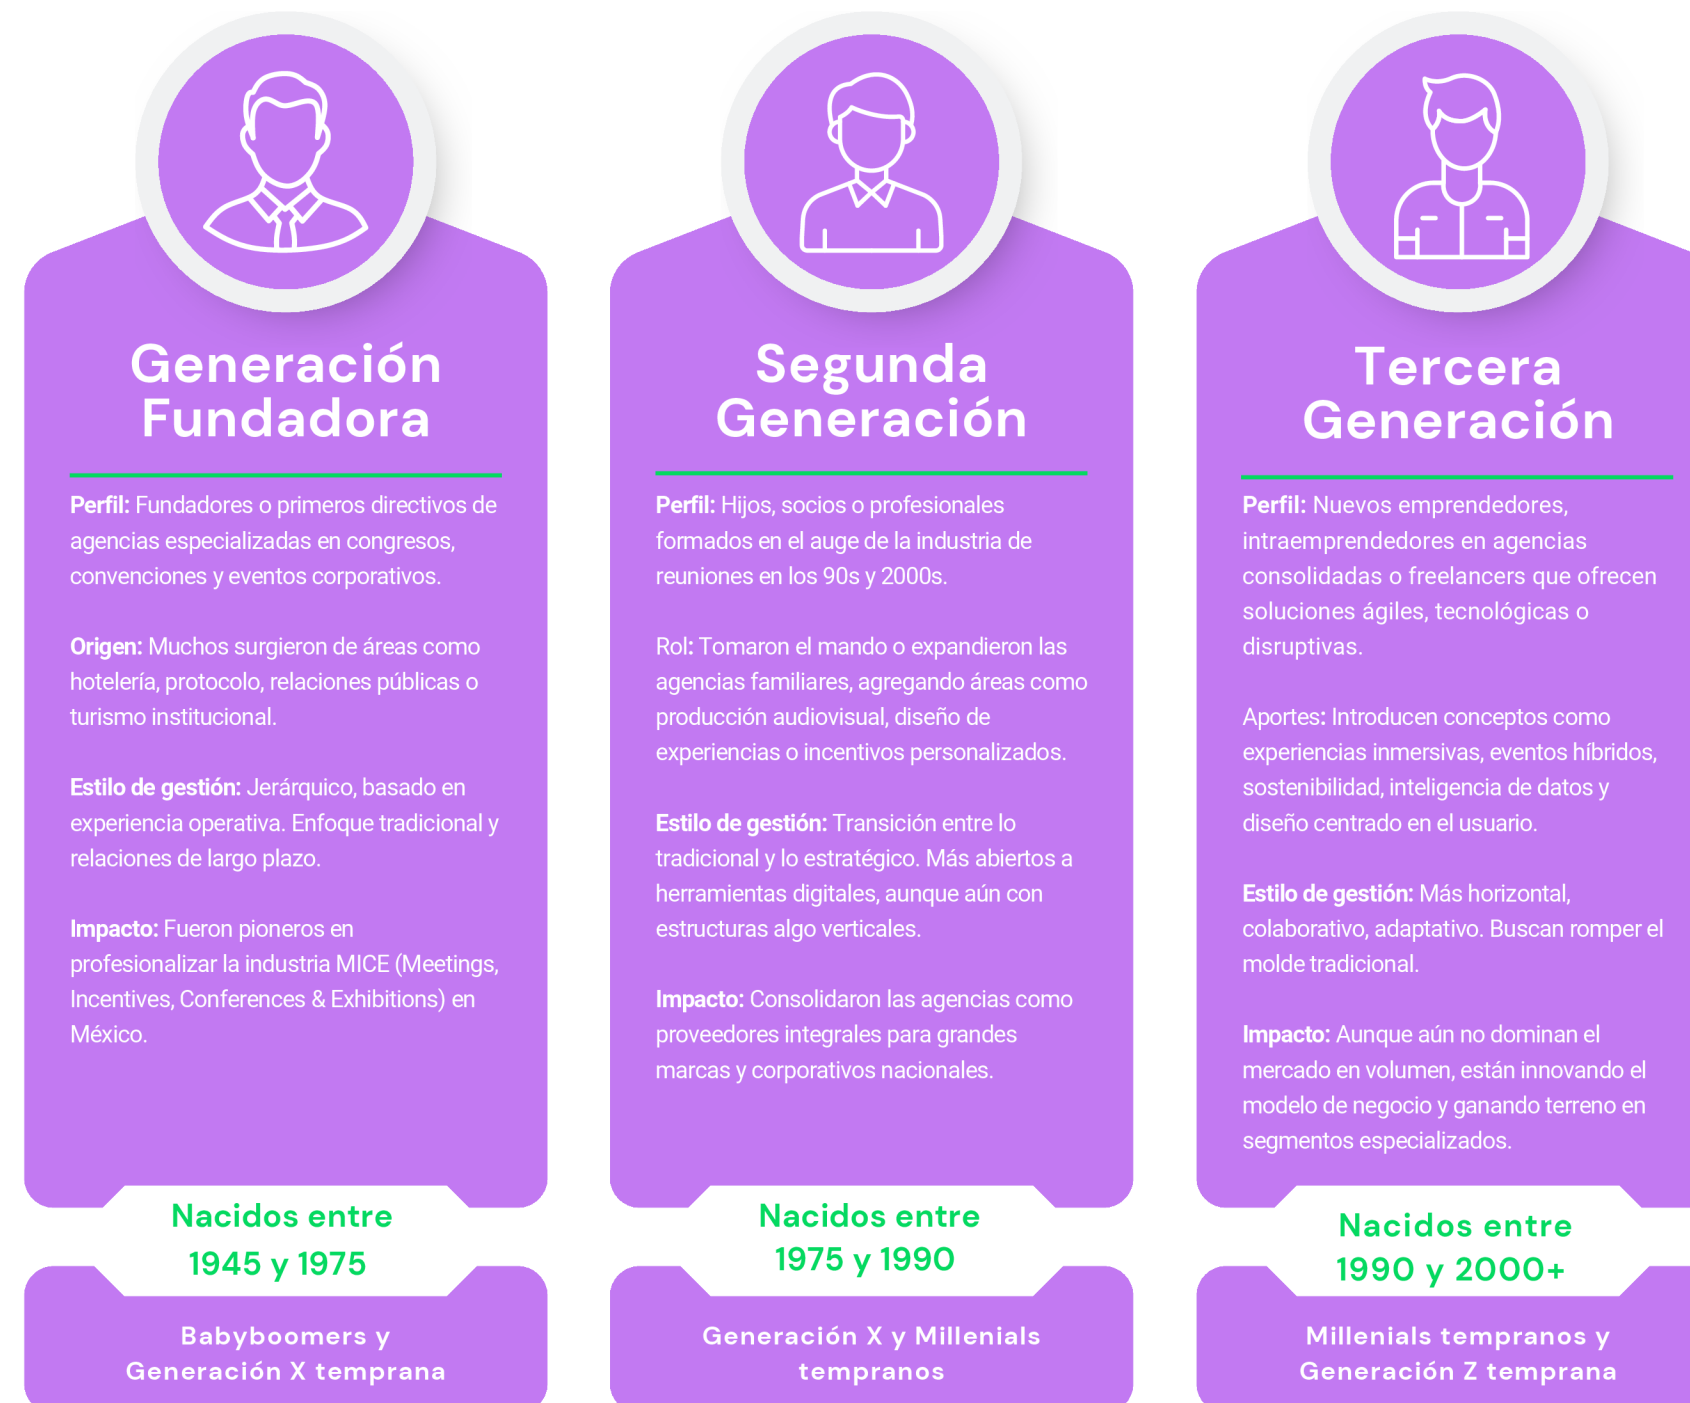 Generación
Fundadora
Perfil: Fundadores o primeros directivos de
agencias especializadas en congresos,
convenciones y eventos corporativos.
Origen: Muchos surgieron de áreas como
hotelería, protocolo, relaciones públicas o
turismo institucional.
Estilo de gestión: Jerárquico, basado en
experiencia operativa. Enfoque tradicional y
relaciones de largo plazo.
Impacto: Fueron pioneros en
profesionalizar la industria MICE (Meetings,
Incentives, Conferences & Exhibitions) en
México.
Nacidos entre
1945 y 1975
Babyboomers y
Generación X temprana
Segunda
Generación
Perfil: Hijos, socios o profesionales
formados en el auge de la industria de
reuniones en los 90s y 2000s.
Rol: Tomaron el mando o expandieron las
agencias familiares, agregando áreas como
producción audiovisual, diseño de
experiencias o incentivos personalizados.
Estilo de gestión: Transición entre lo
tradicional y lo estratégico. Más abiertos a
herramientas digitales, aunque aún con
estructuras algo verticales.
Impacto: Consolidaron las agencias como
proveedores integrales para grandes
marcas y corporativos nacionales.
Nacidos entre
1975 y 1990
Generación X y Millenials
tempranos
Tercera
Generación
Perfil: Nuevos emprendedores,
intraemprendedores en agencias
consolidadas o freelancers que ofrecen
soluciones ágiles, tecnológicas o
disruptivas.
Aportes: Introducen conceptos como
experiencias inmersivas, eventos híbridos,
sostenibilidad, inteligencia de datos y
diseño centrado en el usuario.
Estilo de gestión: Más horizontal,
colaborativo, adaptativo. Buscan romper el
molde tradicional.
Impacto: Aunque aún no dominan el
mercado en volumen, están innovando el
modelo de negocio y ganando terreno en
segmentos especializados.
Nacidos entre
1990 y 2000+
Millenials tempranos y
Generación Z temprana